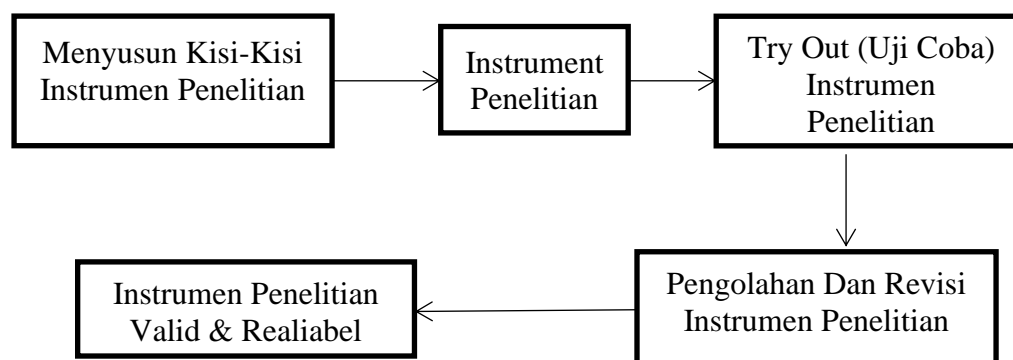 Menyusun Kisi-Kisi
Instrumen Penelitian
Instrument
Penelitian
Try Out (Uji Coba)
Instrumen
Penelitian
Pengolahan Dan Revisi
Instrumen Penelitian
Instrumen Penelitian
Valid & Realiabel